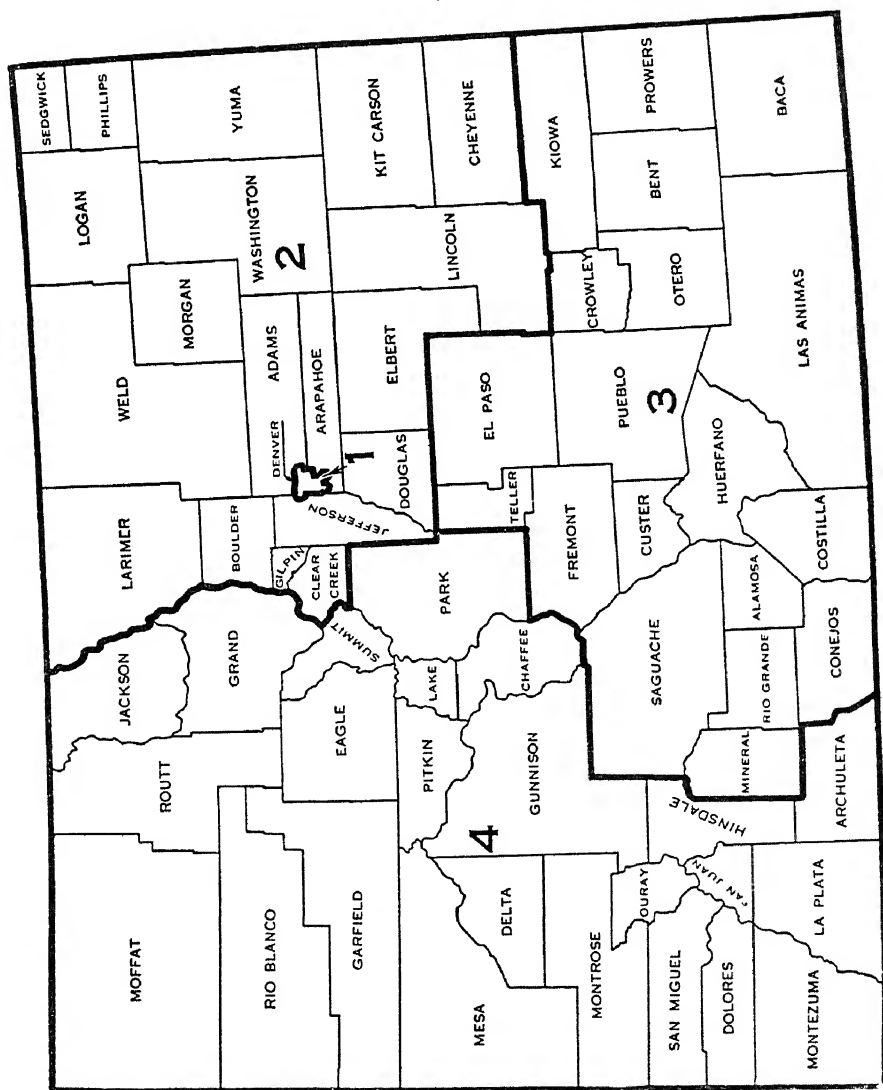 MOFFAT
ROUTT
JACKSON
LARIMER
WELD
LOGAN
SEDGWICK
PHILLIPS
RIO BLANCO
GRAND
BOULDER
MORGAN
WASHINGTON
YUMA
2
GARFIELD
EAGLE
SUMMIT
GILPIN
CLEAR
CREEK
JEFFERSON
DENVER
1
ADAMS
ARAPAHOE
MESA
PITKIN
LAKE
PARK
DOUGLAS
ELBERT
LINCOLN
KIT CARSON
CHEYENNE
DELTA
4
GUNNISON
CHAFFEE
TELLER
EL PASO
MONTROSE
OURAY
SAGUACHE
FREMONT
CUSTER
PUEBLO
3
CROWLEY
KIOWA
OTERO
BENT
PROWERS
SAN MIGUEL
DOLORES
SAN JUAN
HINSDALE
MINERAL
RIO GRANDE
ALAMOSA
HUERFANO
LAS ANIMAS
BACA
MONTEZUMA
LA PLATA
ARCHULETA
CONEJOS
COSTILLA